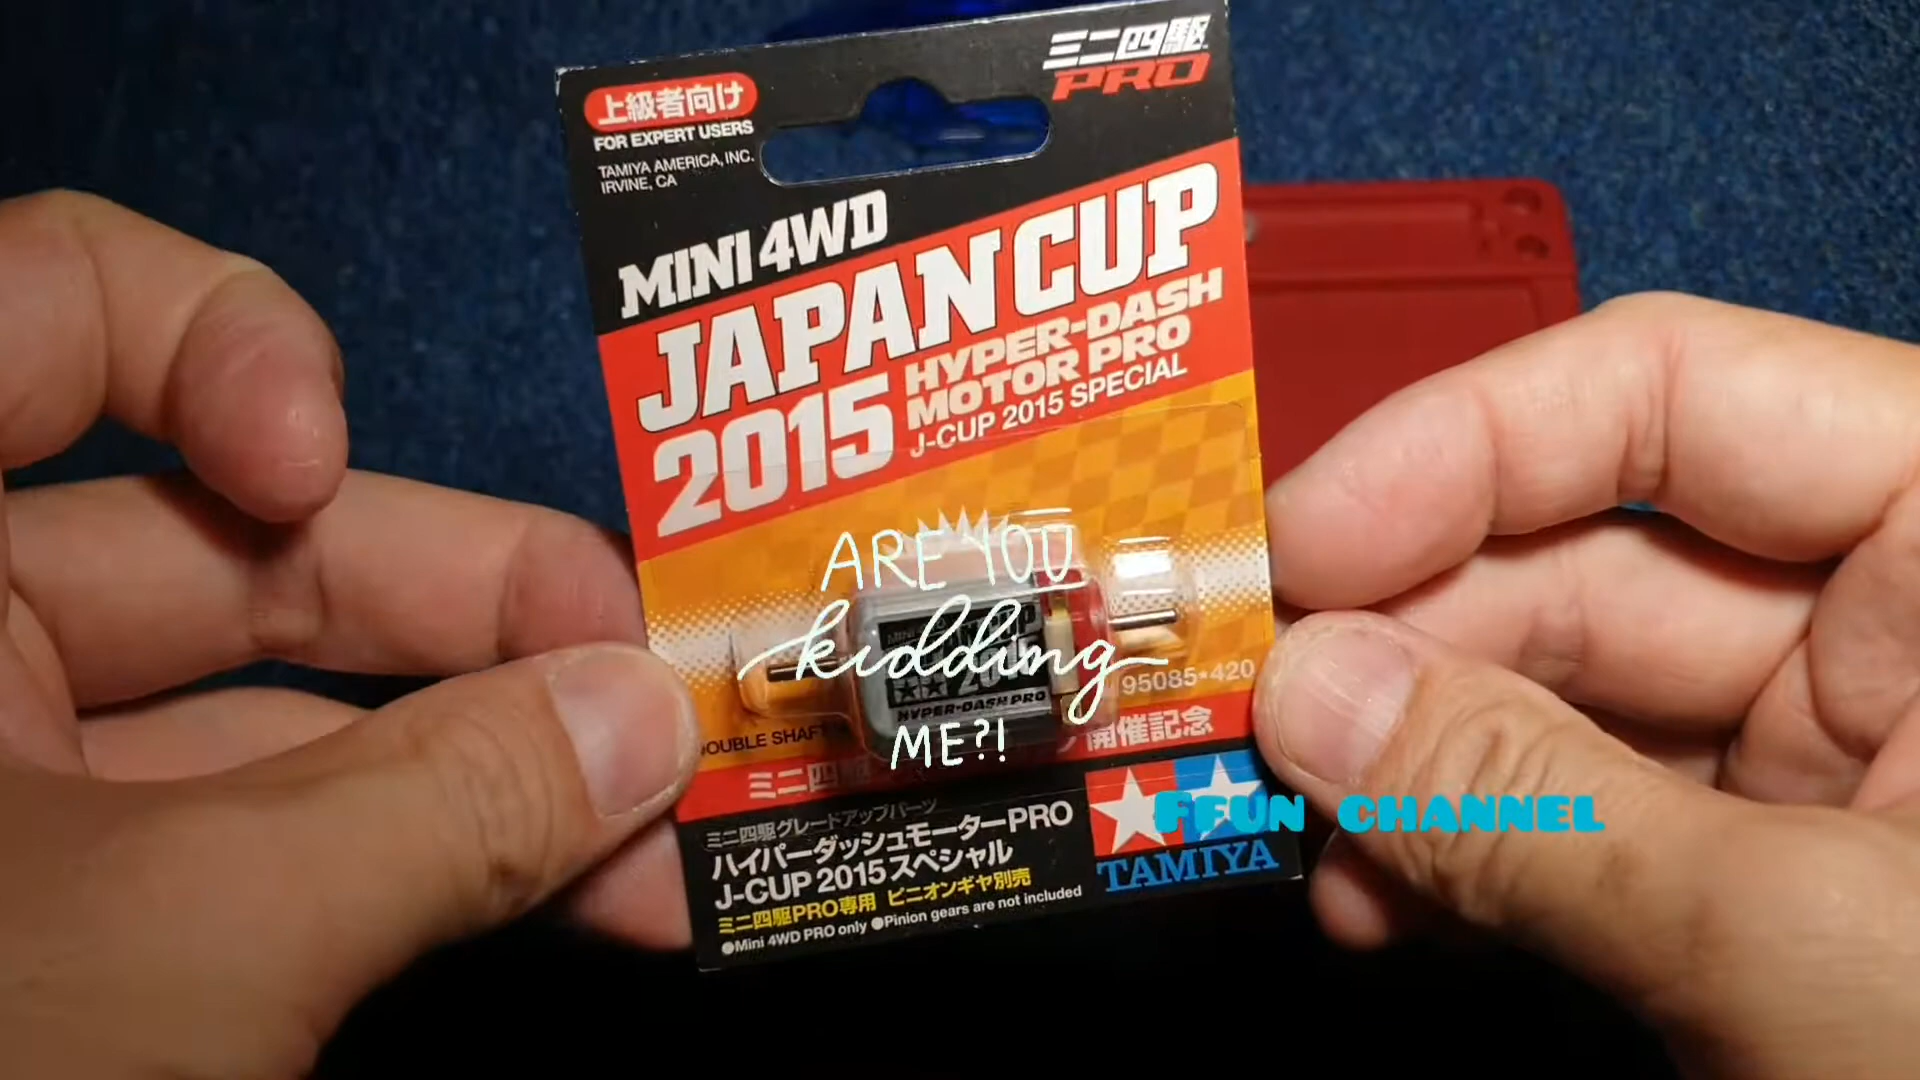 ミニ四駆
PRO
上級者向け
FOR EXPERT USERS
TAMIYA AMERICA, INC.
IRVINE, CA
MINI 4WD
JAPAN CUP
2015
HYPER-DASH
MOTOR PRO
J-CUP 2015 SPECIAL
ARE YOU
kidding
ME?!
2015
HYPER-DASH PRO
95085*420
DOUBLE SHAFT
開催記念
ミニ四駆グレードアップパーツ
ハイパーダッシュモーターPRO
J-CUP 2015 スペシャル
ミニ四駆PRO専用 ピニオンギヤ別売
●Mini 4WD PRO only ●Pinion gears are not included
FFUN CHANNEL
TAMIYA